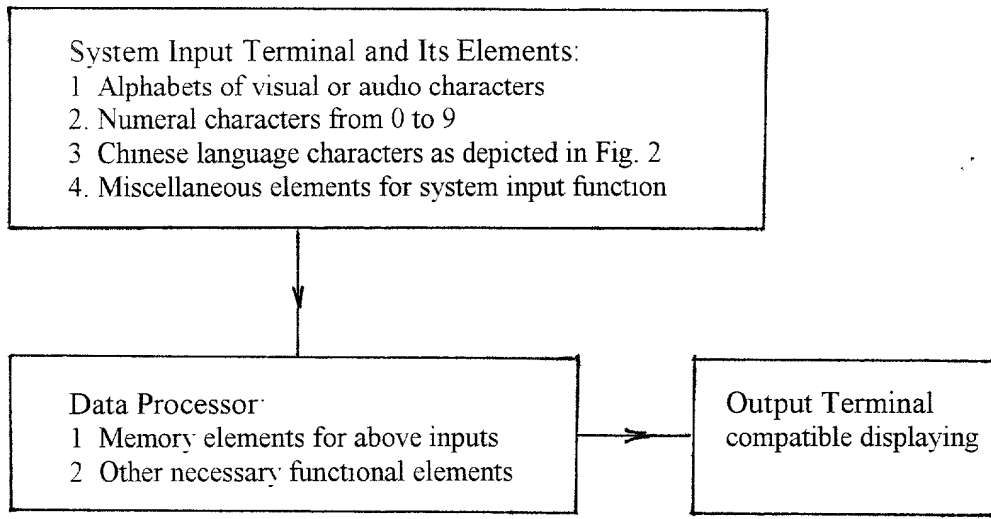 System Input Terminal and Its Elements:
1 Alphabets of visual or audio characters
2. Numeral characters from 0 to 9
3 Chinese language characters as depicted in Fig. 2
4. Miscellaneous elements for system input function
Data Processor:
1 Memory elements for above inputs
2 Other necessary functional elements
Output Terminal
compatible displaying